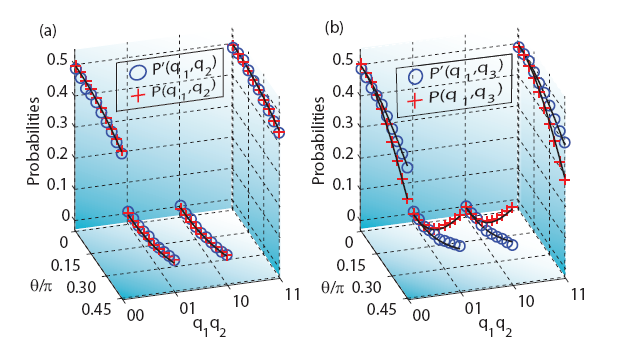 (a)
P'(q₁,q₂)
P(q₁,q₂)
Probabilities
0.5
0.4
0.3
0.2
0.1
0
0
0.15
0.30
0.45
θ/π
00
01
10
11
q₁q₂
(b)
P'(q₁,q₃)
P(q₁,q₃)
Probabilities
0.5
0.4
0.3
0.2
0.1
0
0
0.15
0.30
0.45
θ/π
00
01
10
11
q₁q₂